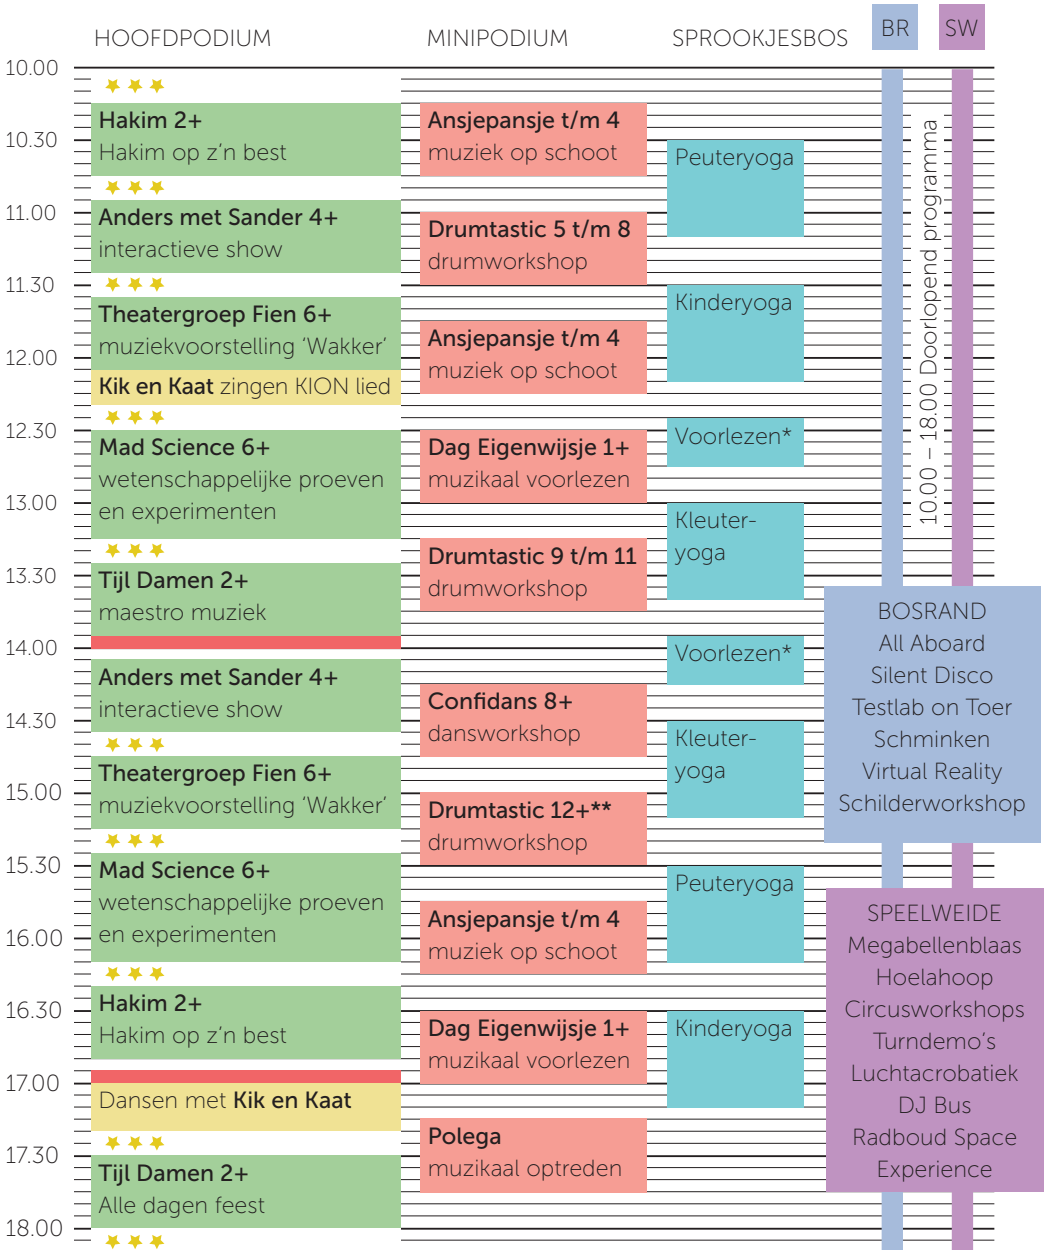 HOOFDPODIUM
MINIPODIUM
SPROOKJESBOS
BR
SW
10.00
10.30
11.00
11.30
12.00
12.30
13.00
13.30
14.00
14.30
15.00
15.30
16.00
16.30
17.00
17.30
18.00
Hakim 2+
Hakim op z'n best
Anders met Sander 4+
interactieve show
Theatergroep Fien 6+
muziekvoorstelling ‘Wakker’
Kik en Kaat zingen KION lied
Mad Science 6+
wetenschappelijke proeven
en experimenten
Tijl Damen 2+
maestro muziek
Anders met Sander 4+
interactieve show
Theatergroep Fien 6+
muziekvoorstelling ‘Wakker’
Mad Science 6+
wetenschappelijke proeven
en experimenten
Hakim 2+
Hakim op z'n best
Dansen met Kik en Kaat
Tijl Damen 2+
Alle dagen feest
Ansjepansje t/m 4
muziek op schoot
Drumtastic 5 t/m 8
drumworkshop
Ansjepansje t/m 4
muziek op schoot
Dag Eigenwijsje 1+
muzikaal voorlezen
Drumtastic 9 t/m 11
drumworkshop
Confidans 8+
dansworkshop
Drumtastic 12+**
drumworkshop
Ansjepansje t/m 4
muziek op schoot
Dag Eigenwijsje 1+
muzikaal voorlezen
Polega
muzikaal optreden
Peuteryoga
Kinderyoga
Voorlezen*
Kleuter-
yoga
Voorlezen*
Kleuter-
yoga
Peuteryoga
Kinderyoga
10.00 – 18.00 Doorlopend programma
BOSRAND
All Aboard
Silent Disco
Testlab on Toer
Schminken
Virtual Reality
Schilderworkshop
SPEELWEIDE
Megabellenblaas
Hoelahoop
Circusworkshops
Turndemo's
Luchtacrobatiek
DJ Bus
Radboud Space
Experience